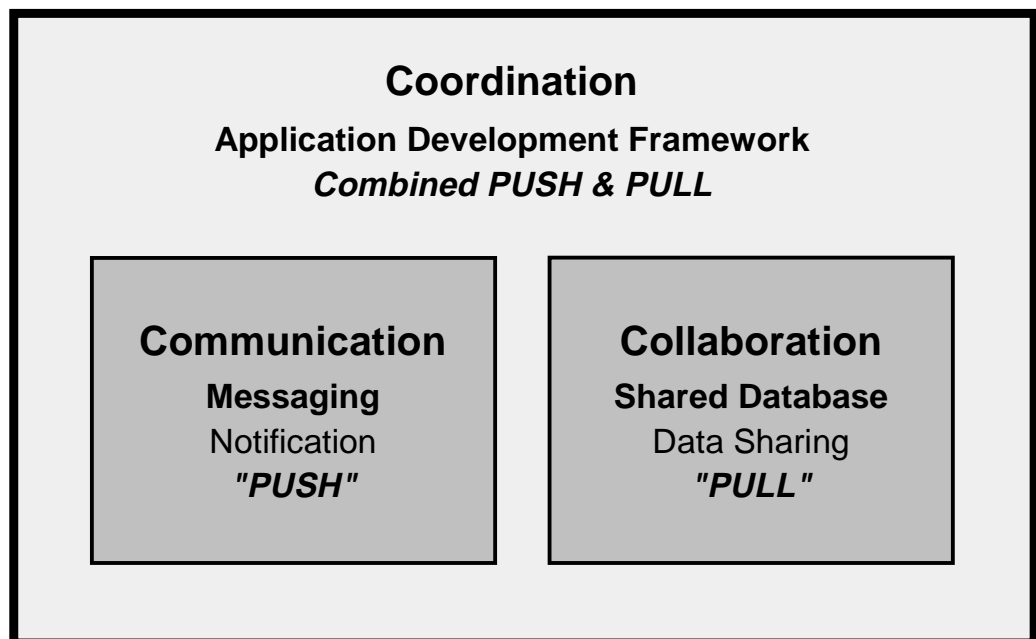 Coordination
Application Development Framework
Combined PUSH & PULL
Communication
Messaging
Notification
"PUSH"
Collaboration
Shared Database
Data Sharing
"PULL"